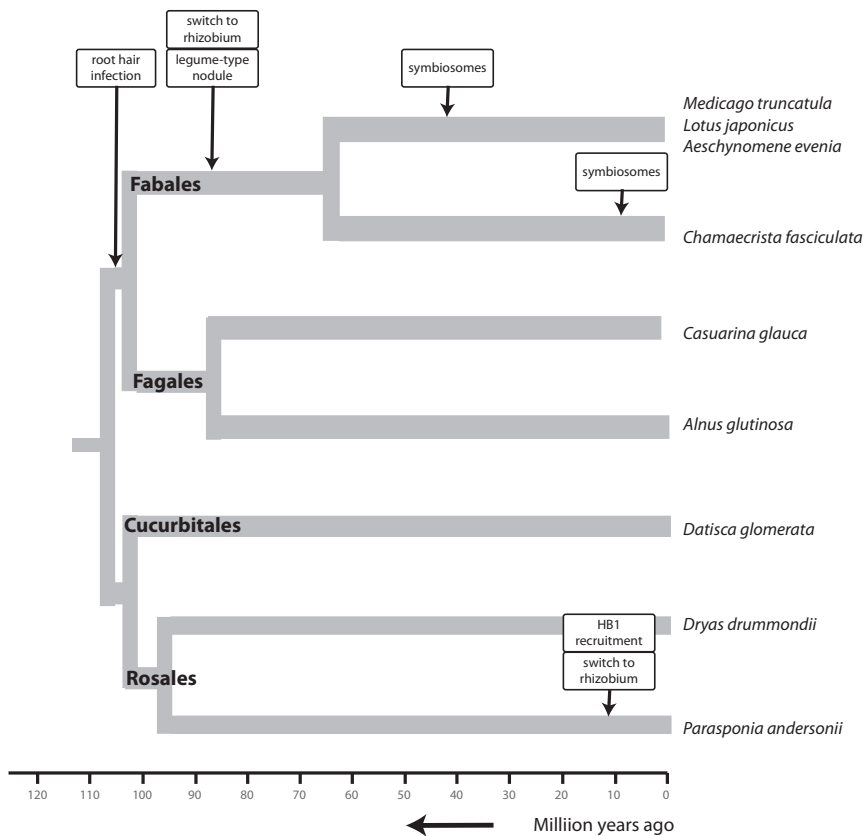 switch to
rhizobium
root hair
infection
legume-type
nodule
symbiosomes
Medicago truncatula
Lotus japonicus
Aeschynomene evenia
symbiosomes
Fabales
Chamaecrista fasciculata
Casuarina glauca
Fagales
Alnus glutinosa
Cucurbitales
Datisca glomerata
HB1
recruitment
Dryas drummondii
switch to
rhizobium
Rosales
Parasponia andersonii
120 110 100 90 80 70 60 50 40 30 20 10 0
Milliion years ago